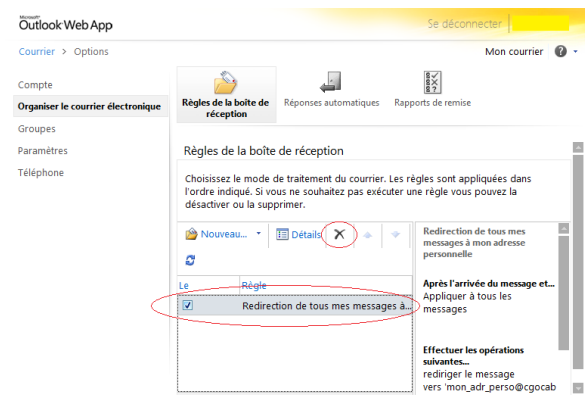 Microsoft
Outlook Web App
Se déconnecter
Courrier > Options
Mon courrier
Compte
Organiser le courrier électronique
Groupes
Paramètres
Téléphone
Règles de la boîte de
réception
Réponses automatiques
Rapports de remise
Règles de la boîte de réception
Choisissez le mode de traitement du courrier. Les règles sont appliquées dans
l'ordre indiqué. Si vous ne souhaitez pas exécuter une règle vous pouvez la
désactiver ou la supprimer.
Nouveau...
Détails
Le
Règle
Redirection de tous mes messages à...
Redirection de tous mes
messages à mon adresse
personnelle
Après l'arrivée du message et...
Appliquer à tous les
messages
Effectuer les opérations
suivantes...
rediriger le message
vers 'mon_adr_perso@cgocab